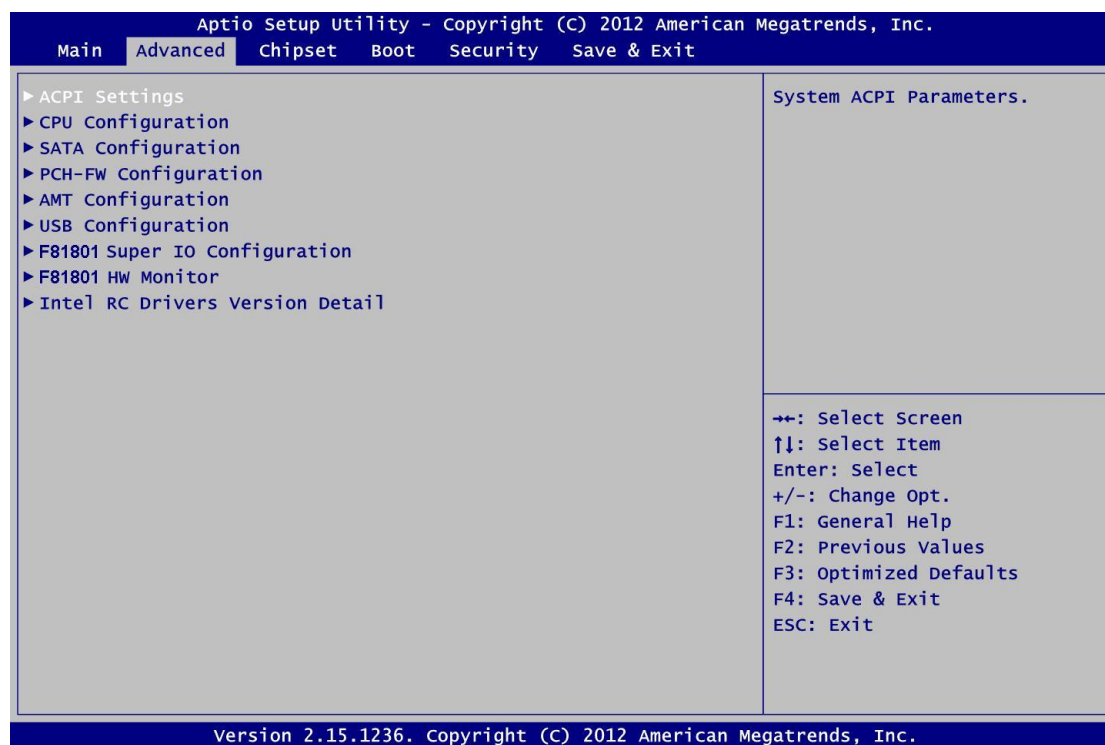 Aptio Setup Utility - Copyright (C) 2012 American Megatrends, Inc.
Main Advanced Chipset Boot Security Save & Exit
►ACPI Settings
►CPU Configuration
►SATA Configuration
►PCH-FW Configuration
►AMT Configuration
►USB Configuration
►F81801 Super IO Configuration
►F81801 HW Monitor
►Intel RC Drivers Version Detail
System ACPI Parameters.
→←: Select Screen
↑↓: Select Item
Enter: Select
+/-: Change Opt.
F1: General Help
F2: Previous Values
F3: Optimized Defaults
F4: Save & Exit
ESC: Exit
Version 2.15.1236. Copyright (C) 2012 American Megatrends, Inc.